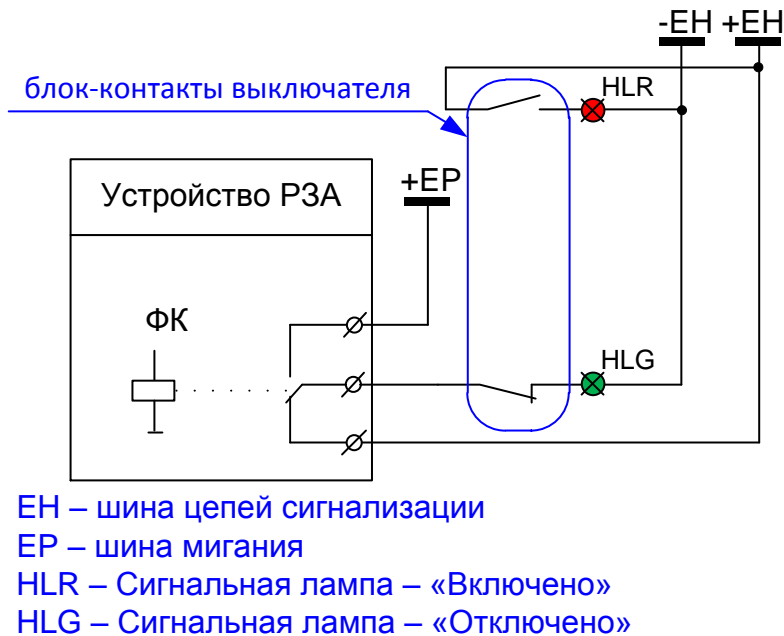 -EH +EH
блок-контакты выключателя
HLR
Устройство РЗА
+EP
ФК
HLG
EH – шина цепей сигнализации
EP – шина мигания
HLR – Сигнальная лампа – «Включено»
HLG – Сигнальная лампа – «Отключено»